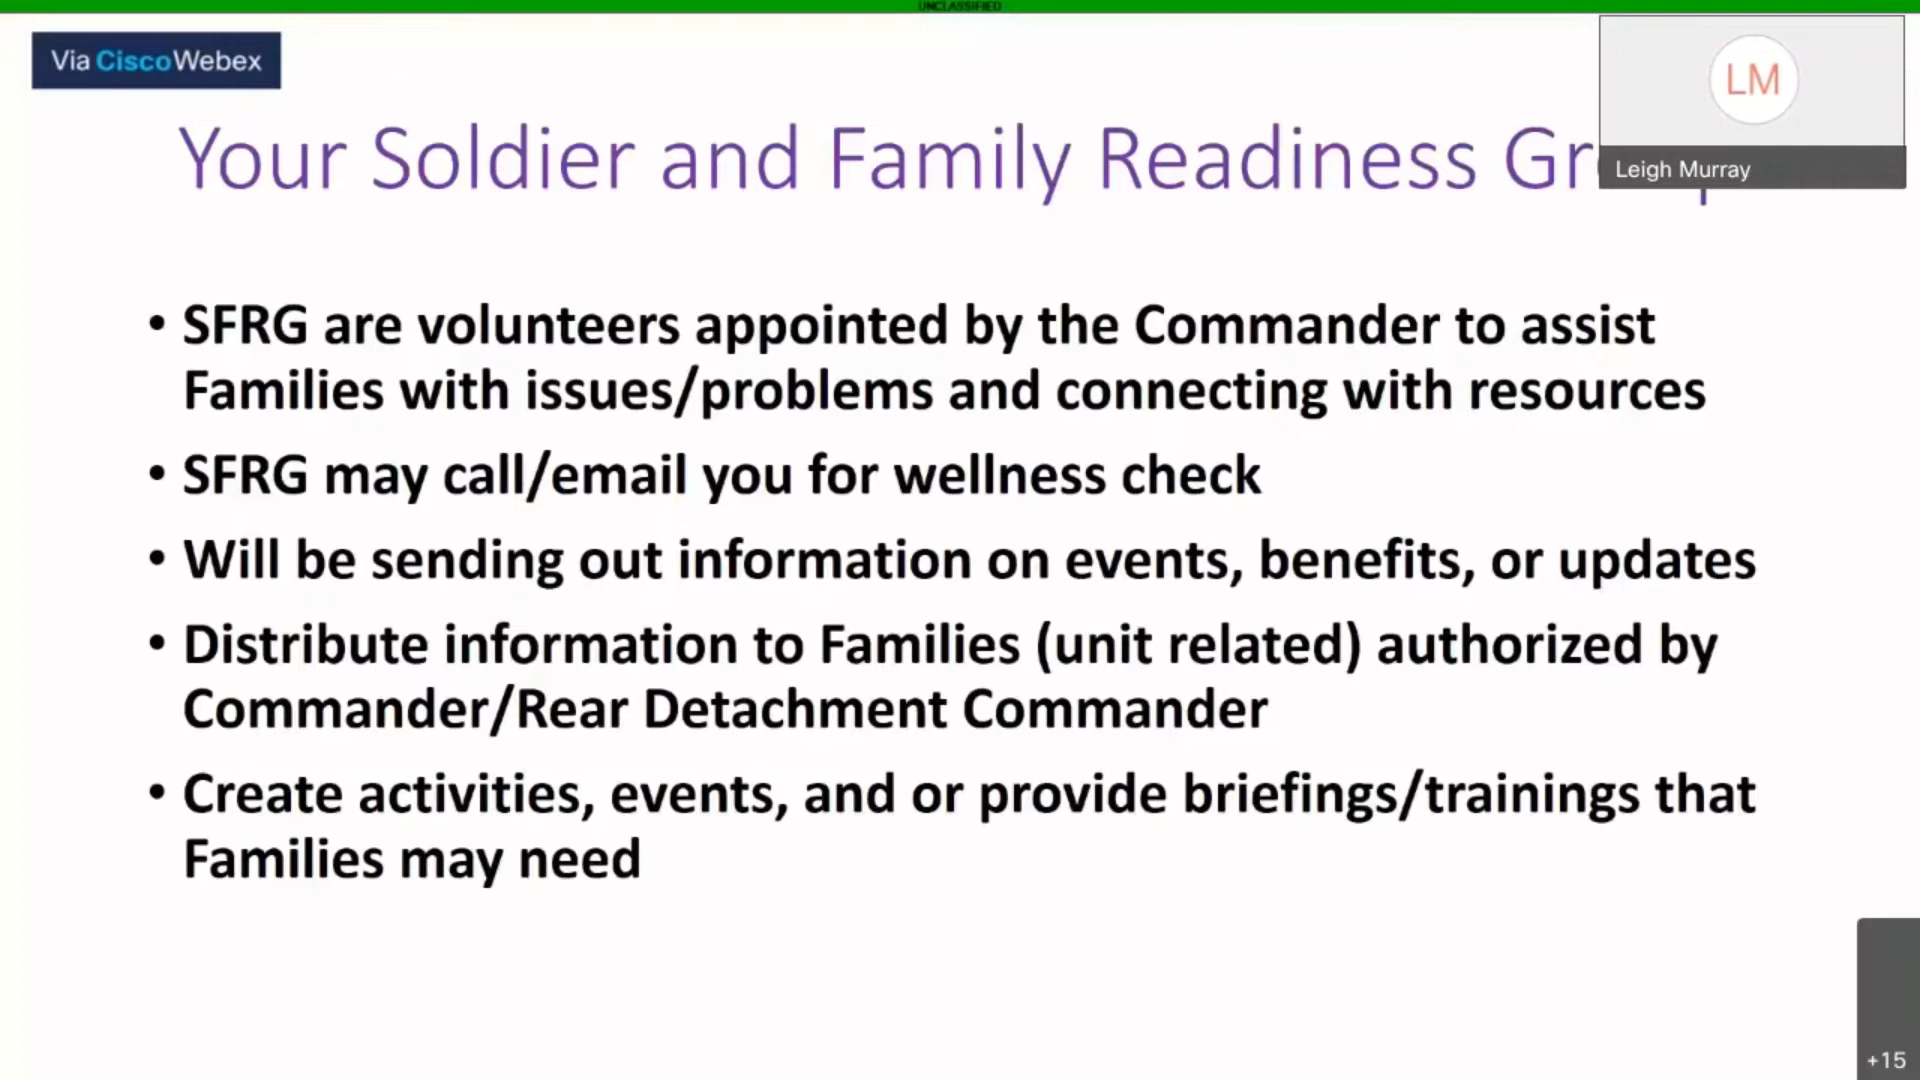 UNCLASSIFIED
Via CiscoWebex
LM
Leigh Murray
Your Soldier and Family Readiness
• SFRG are volunteers appointed by the Commander to assist
Families with issues/problems and connecting with resources
• SFRG may call/email you for wellness check
• Will be sending out information on events, benefits, or updates
• Distribute information to Families (unit related) authorized by
Commander/Rear Detachment Commander
• Create activities, events, and or provide briefings/trainings that
Families may need
+15